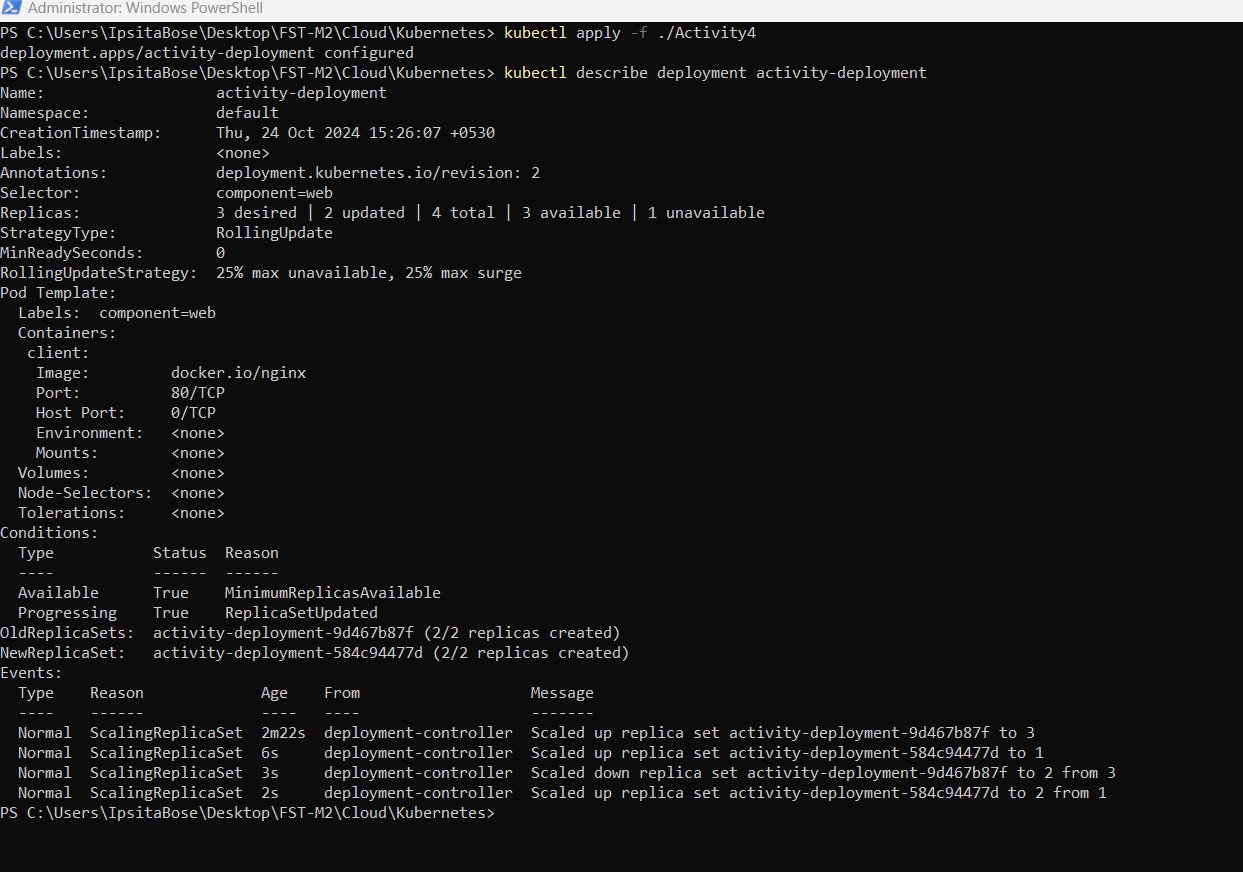 Administrator: Windows PowerShell
PS C:\Users\IpsitaBose\Desktop\FST-M2\Cloud\Kubernetes> kubectl apply -f ./Activity4
deployment.apps/activity-deployment configured
PS C:\Users\IpsitaBose\Desktop\FST-M2\Cloud\Kubernetes> kubectl describe deployment activity-deployment
Name:                   activity-deployment
Namespace:              default
CreationTimestamp:      Thu, 24 Oct 2024 15:26:07 +0530
Labels:                 <none>
Annotations:            deployment.kubernetes.io/revision: 2
Selector:               component=web
Replicas:               3 desired | 2 updated | 4 total | 3 available | 1 unavailable
StrategyType:           RollingUpdate
MinReadySeconds:        0
RollingUpdateStrategy:  25% max unavailable, 25% max surge
Pod Template:
  Labels:  component=web
  Containers:
   client:
    Image:         docker.io/nginx
    Port:          80/TCP
    Host Port:     0/TCP
    Environment:   <none>
    Mounts:        <none>
  Volumes:         <none>
  Node-Selectors:  <none>
  Tolerations:     <none>
Conditions:
  Type           Status  Reason
  ----           ------  ------
  Available      True    MinimumReplicasAvailable
  Progressing    True    ReplicaSetUpdated
OldReplicaSets:  activity-deployment-9d467b87f (2/2 replicas created)
NewReplicaSet:   activity-deployment-584c94477d (2/2 replicas created)
Events:
  Type    Reason             Age    From                   Message
  ----    ------             ----   ----                   -------
  Normal  ScalingReplicaSet  2m22s  deployment-controller  Scaled up replica set activity-deployment-9d467b87f to 3
  Normal  ScalingReplicaSet  6s     deployment-controller  Scaled up replica set activity-deployment-584c94477d to 1
  Normal  ScalingReplicaSet  3s     deployment-controller  Scaled down replica set activity-deployment-9d467b87f to 2 from 3
  Normal  ScalingReplicaSet  2s     deployment-controller  Scaled up replica set activity-deployment-584c94477d to 2 from 1
PS C:\Users\IpsitaBose\Desktop\FST-M2\Cloud\Kubernetes>